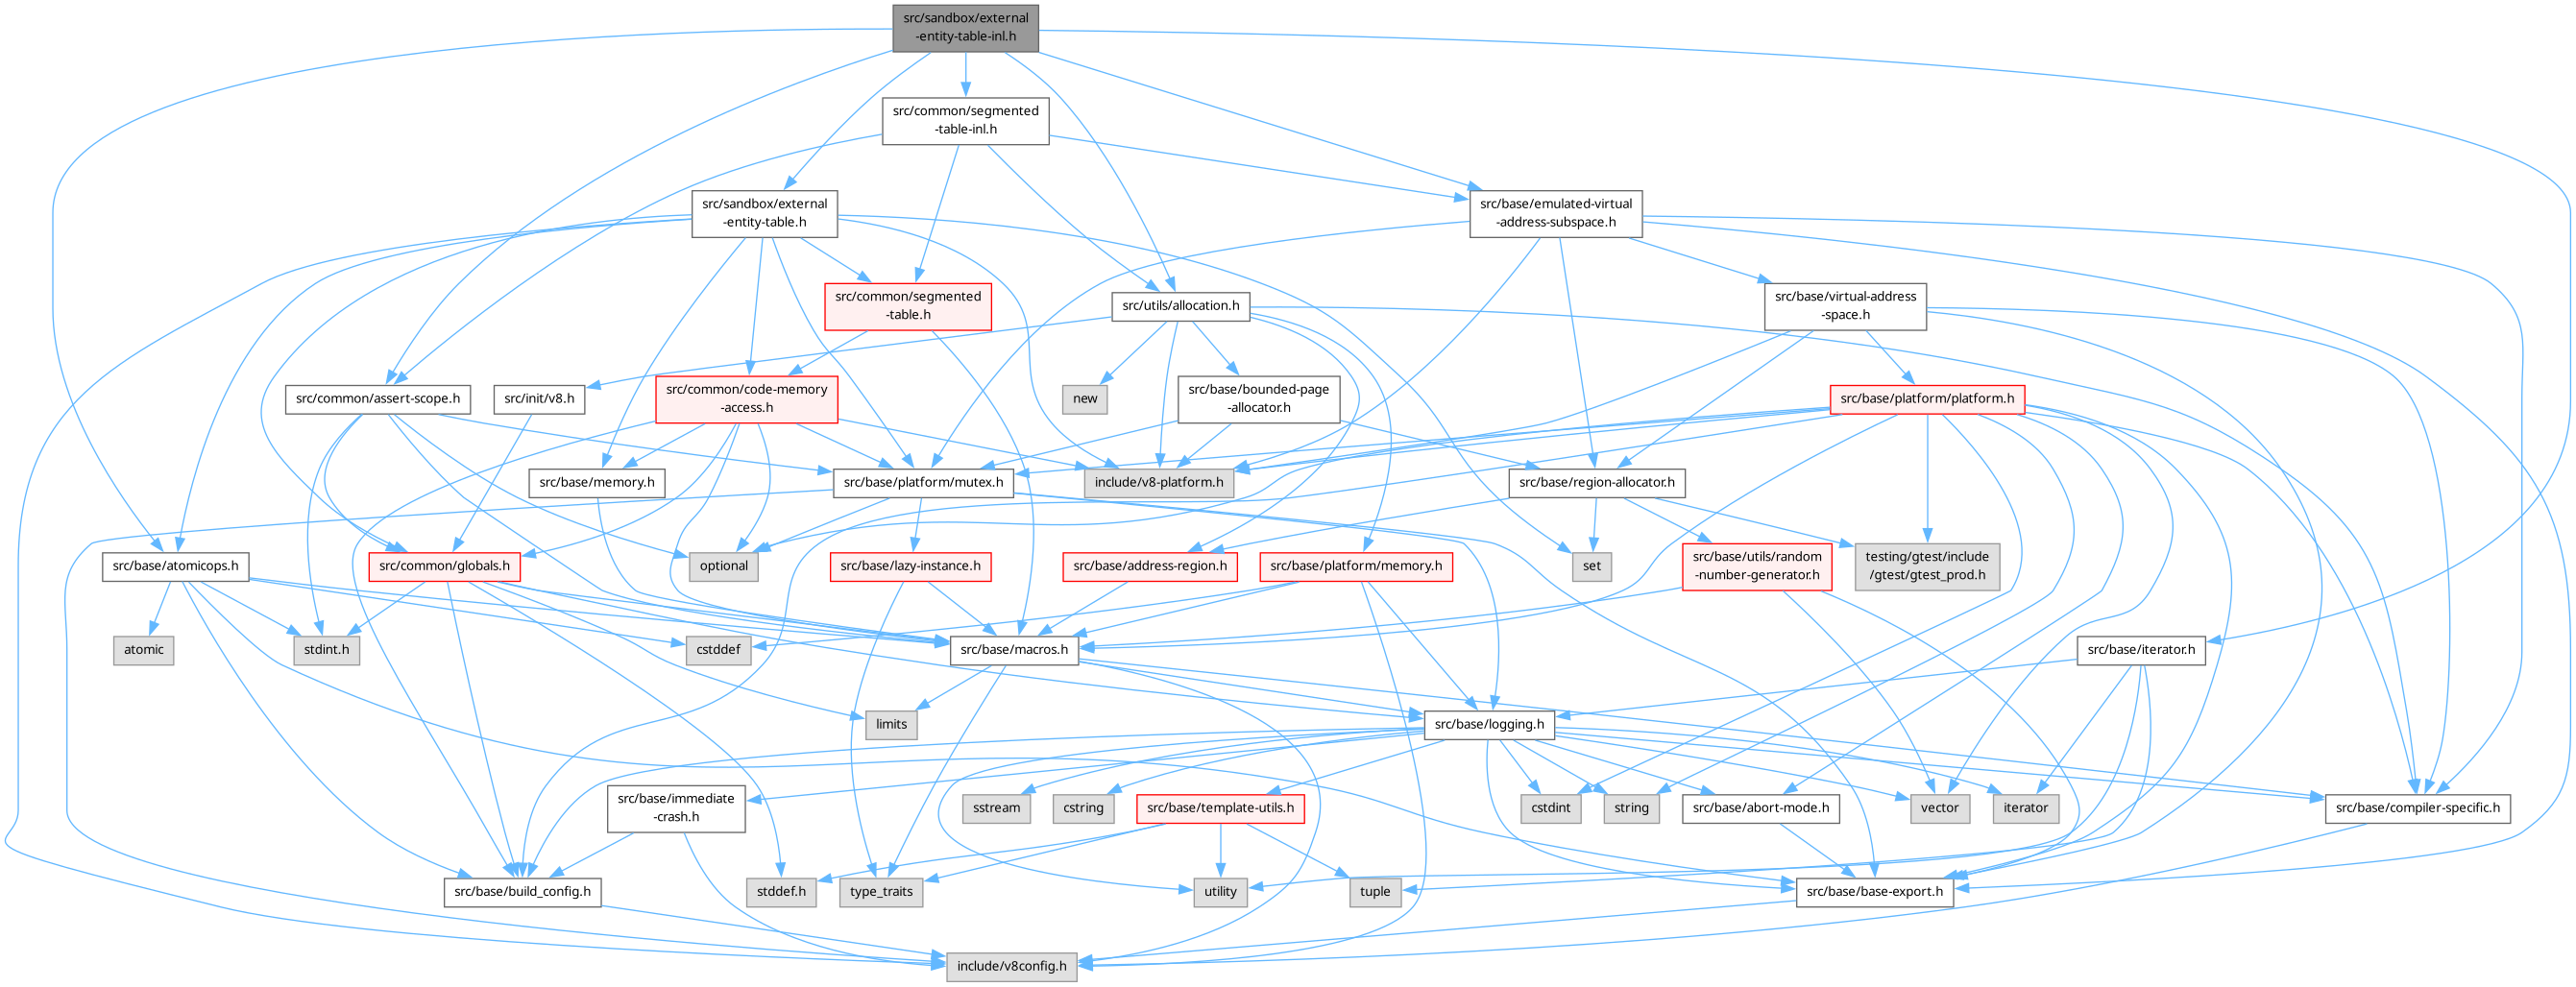 src/sandbox/external
-entity-table-inl.h
src/common/segmented
-table-inl.h
src/sandbox/external
-entity-table.h
src/base/emulated-virtual
-address-subspace.h
src/common/segmented
-table.h
src/utils/allocation.h
src/base/virtual-address
-space.h
src/common/assert-scope.h
src/init/v8.h
src/common/code-memory
-access.h
new
src/base/bounded-page
-allocator.h
src/base/platform/platform.h
src/base/memory.h
src/base/platform/mutex.h
include/v8-platform.h
src/base/region-allocator.h
src/base/atomicops.h
src/common/globals.h
optional
src/base/lazy-instance.h
src/base/address-region.h
src/base/platform/memory.h
set
src/base/utils/random
-number-generator.h
testing/gtest/include
/gtest/gtest_prod.h
atomic
stdint.h
cstddef
src/base/macros.h
src/base/iterator.h
limits
src/base/logging.h
src/base/immediate
-crash.h
sstream
cstring
src/base/template-utils.h
cstdint
string
src/base/abort-mode.h
vector
iterator
src/base/compiler-specific.h
src/base/build_config.h
stddef.h
type_traits
utility
tuple
src/base/base-export.h
include/v8config.h